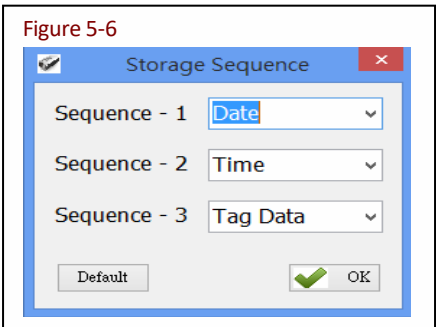 Figure 5-6
Storage Sequence
Sequence - 1 Date
Sequence - 2 Time
Sequence - 3 Tag Data
Default OK